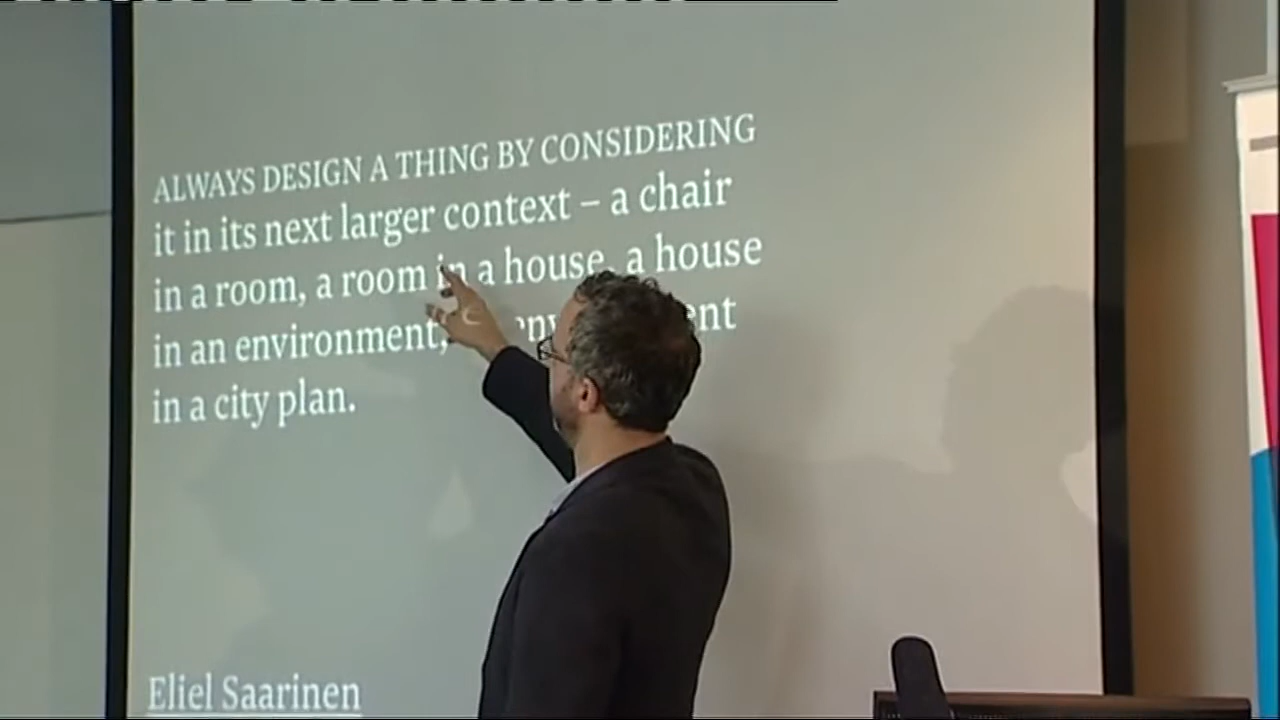 ALWAYS DESIGN A THING BY CONSIDERING
it in its next larger context – a chair
in a room, a room in a house, a house
in an environment,
in a city plan.
Eliel Saarinen